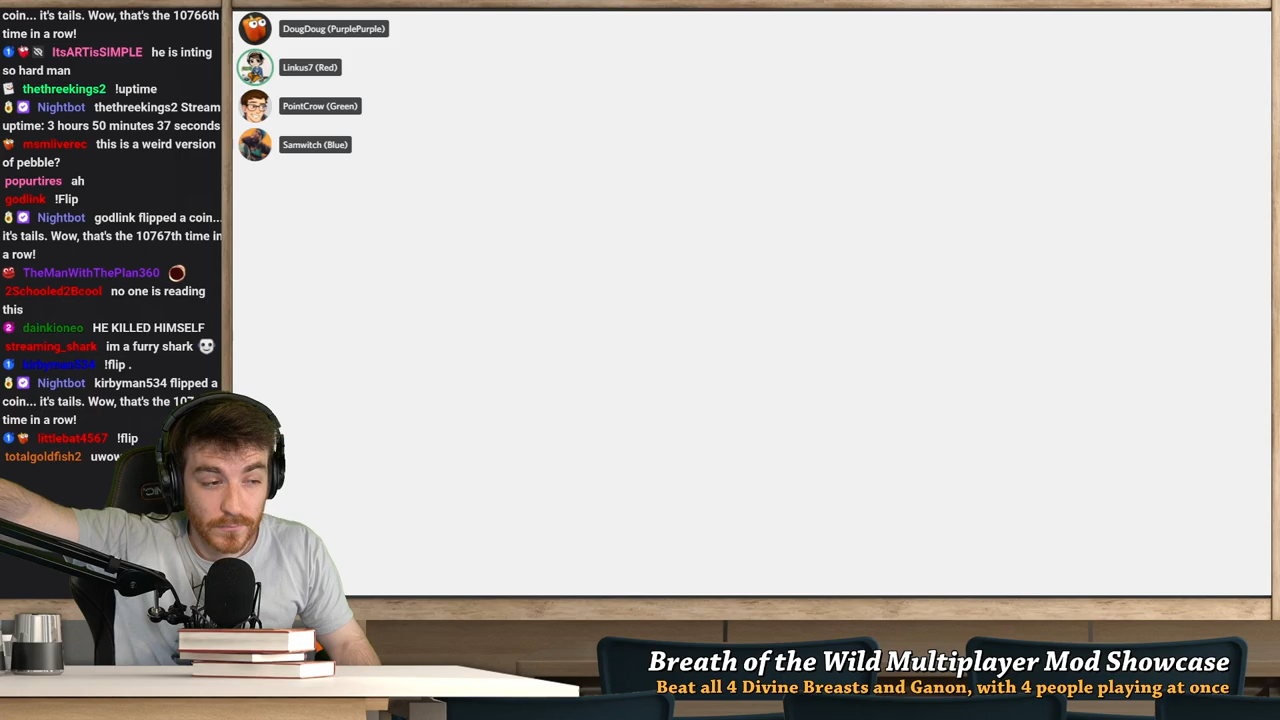 coin... it's tails. Wow, that's the 10766th
time in a row!
ItsARTisSIMPLE he is inting
so hard man
thethreekings2 !uptime
Nightbot thethreekings2 Stream
uptime: 3 hours 50 minutes 37 seconds
msmilverec this is a weird version
of pebble?
popurtires ah
godlink !Flip
Nightbot godlink flipped a coin...
it's tails. Wow, that's the 10767th time in
a row!
TheManWithThePlan360
2Schooled2Bcool no one is reading
this
dainkioneo HE KILLED HIMSELF
streaming_shark im a furry shark
kirbyman534 !flip .
Nightbot kirbyman534 flipped a
coin... it's tails. Wow, that's the 107
time in a row!
littlebat4567 !flip
totalgoldfish2 uwow
DougDoug (PurplePurple)
Linkus7 (Red)
PointCrow (Green)
Samwitch (Blue)
Breath of the Wild Multiplayer Mod Showcase
Beat all 4 Divine Breasts and Ganon, with 4 people playing at once